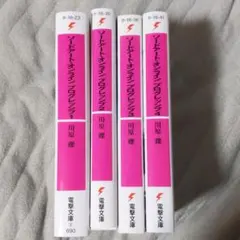 ソードアート・オンライン プログレッシブ 1
川原 礫
電撃文庫
ソードアート・オンライン プログレッシブ 2
川原 礫
電撃文庫
ソードアート・オンライン プログレッシブ 3
川原 礫
電撃文庫
ソードアート・オンライン プログレッシブ 4
川原 礫
電撃文庫